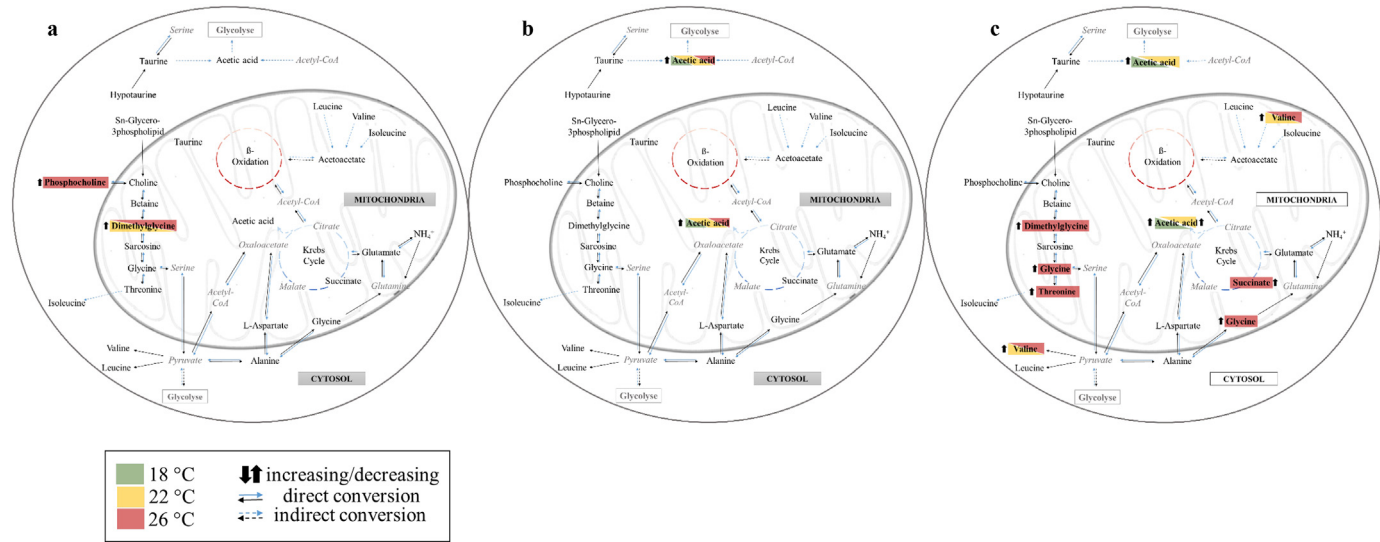 a
Serine
Glycolyse
Taurine
Acetic acid
Acetyl-CoA
Hypotaurine
Sn-Glycero-
3phospholipid
Taurine
Leucine
Valine
Isoleucine
ß-
Oxidation
Acetoacetate
Phosphocholine
Choline
Betaine
Dimethylglycine
Sarcosine
Glycine
Serine
Threonine
Isoleucine
MITOCHONDRIA
Acetyl-CoA
Acetic acid
Citrate
Oxaloacetate
Krebs
Cycle
Glutamate
NH₄⁺
Succinate
Malate
Glutamine
Acetyl-
CoA
L-Aspartate
Glycine
Valine
Leucine
Pyruvate
Alanine
CYTOSOL
Glycolyse
b
Serine
Glycolyse
Taurine
Acetic acid
Acetyl-CoA
Hypotaurine
Sn-Glycero-
3phospholipid
Taurine
Leucine
Valine
Isoleucine
ß-
Oxidation
Acetoacetate
Phosphocholine
Choline
Betaine
Dimethylglycine
Sarcosine
Glycine
Serine
Threonine
Isoleucine
MITOCHONDRIA
Acetyl-CoA
Acetic acid
Citrate
Oxaloacetate
Krebs
Cycle
Glutamate
NH₄⁺
Succinate
Malate
Glutamine
Acetyl-
CoA
L-Aspartate
Glycine
Valine
Leucine
Pyruvate
Alanine
CYTOSOL
Glycolyse
c
Serine
Glycolyse
Taurine
Acetic acid
Acetyl-CoA
Hypotaurine
Sn-Glycero-
3phospholipid
Taurine
Leucine
Valine
Isoleucine
ß-
Oxidation
Acetoacetate
Phosphocholine
Choline
Betaine
Dimethylglycine
Sarcosine
Glycine
Serine
Threonine
Isoleucine
MITOCHONDRIA
Acetyl-CoA
Acetic acid
Citrate
Oxaloacetate
Krebs
Cycle
Glutamate
NH₄⁺
Succinate
Malate
Glutamine
Acetyl-
CoA
L-Aspartate
Glycine
Valine
Leucine
Pyruvate
Alanine
CYTOSOL
Glycolyse
18 °C
22 °C
26 °C
increasing/decreasing
direct conversion
indirect conversion